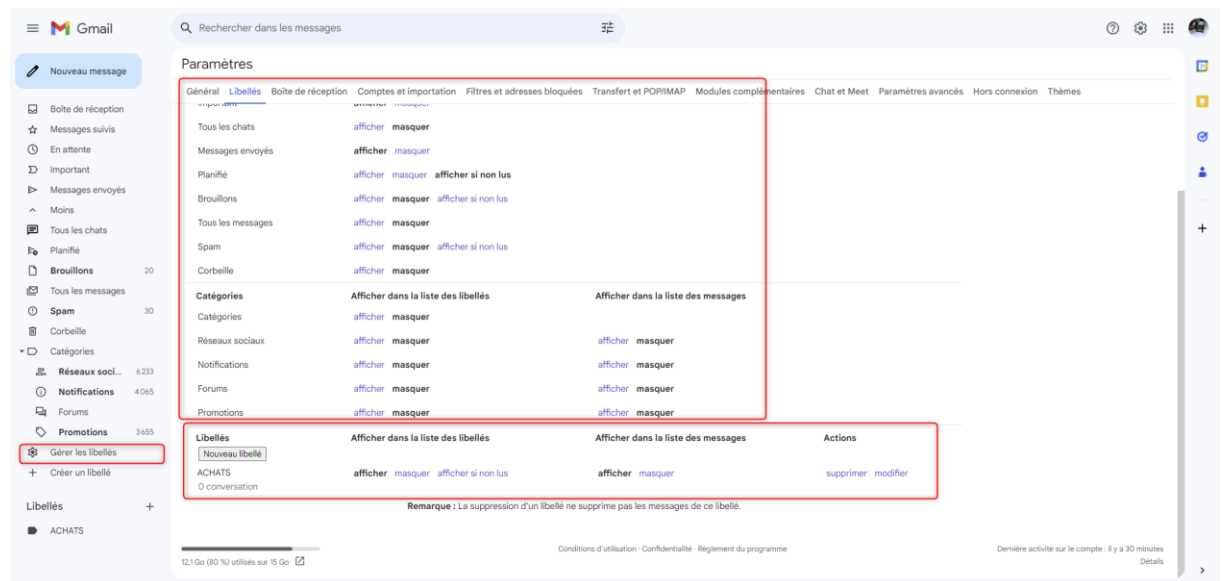 Gmail
Rechercher dans les messages
Nouveau message
Boîte de réception
Messages suivis
En attente
Important
Messages envoyés
Moins
Tous les chats
Planifié
Brouillons 20
Tous les messages
Spam 30
Corbeille
Catégories
Réseaux soci... 6 233
Notifications 4 065
Forums
Promotions 3 655
Gérer les libellés
Créer un libellé
Libellés
ACHATS
Paramètres
Général Libellés Boîte de réception Comptes et importation Filtres et adresses bloquées Transfert et POP/IMAP Modules complémentaires Chat et Meet Paramètres avancés Hors connexion Thèmes
Important afficher masquer
Tous les chats afficher masquer
Messages envoyés afficher masquer
Planifié afficher masquer afficher si non lus
Brouillons afficher masquer afficher si non lus
Tous les messages afficher masquer
Spam afficher masquer afficher si non lus
Corbeille afficher masquer
Catégories Afficher dans la liste des libellés Afficher dans la liste des messages
Catégories afficher masquer
Réseaux sociaux afficher masquer afficher masquer
Notifications afficher masquer afficher masquer
Forums afficher masquer afficher masquer
Promotions afficher masquer afficher masquer
Libellés Afficher dans la liste des libellés Afficher dans la liste des messages Actions
Nouveau libellé
ACHATS afficher masquer afficher si non lus afficher masquer supprimer modifier
0 conversation
Remarque : La suppression d'un libellé ne supprime pas les messages de ce libellé.
12,1 Go (80 %) utilisés sur 15 Go
Conditions d'utilisation · Confidentialité · Règlement du programme
Dernière activité sur le compte : il y a 30 minutes
Détails